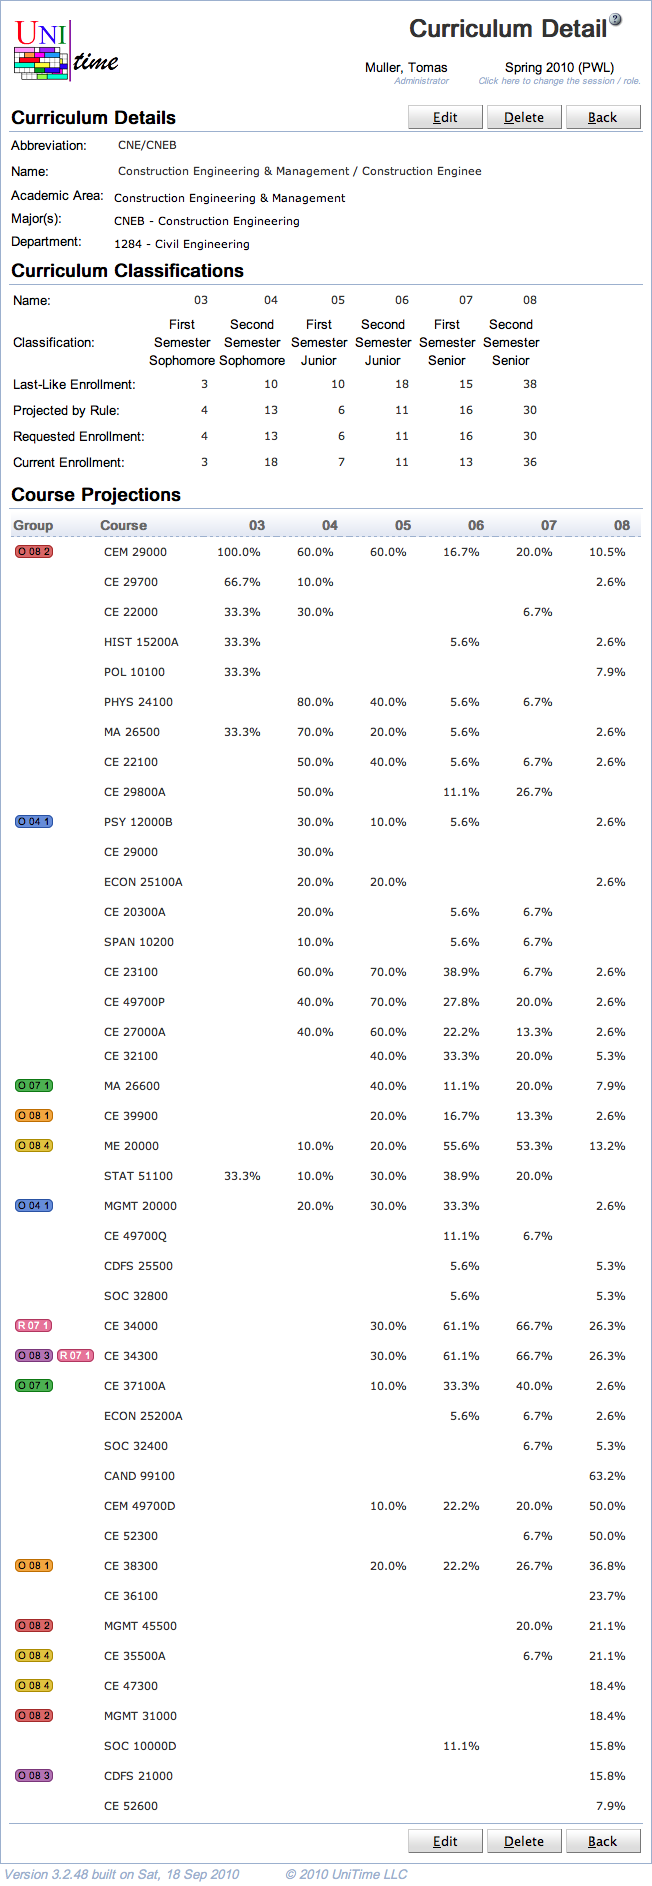 UNI time
Curriculum Detail ?
Muller, Tomas Spring 2010 (PWL)
Administrator Click here to change the session / role.
Curriculum Details Edit Delete Back
Abbreviation: CNE/CNEB
Name: Construction Engineering & Management / Construction Enginee
Academic Area: Construction Engineering & Management
Major(s): CNEB - Construction Engineering
Department: 1284 - Civil Engineering
Curriculum Classifications
Name: 03 04 05 06 07 08
First Second First Second First Second
Classification: Semester Semester Semester Semester Semester Semester
Sophomore Sophomore Junior Junior Senior Senior
Last-Like Enrollment: 3 10 10 18 15 38
Projected by Rule: 4 13 6 11 16 30
Requested Enrollment: 4 13 6 11 16 30
Current Enrollment: 3 18 7 11 13 36
Course Projections
Group Course 03 04 05 06 07 08
O 08 2 CEM 29000 100.0% 60.0% 60.0% 16.7% 20.0% 10.5%
CE 29700 66.7% 10.0% 2.6%
CE 22000 33.3% 30.0% 6.7%
HIST 15200A 33.3% 5.6% 2.6%
POL 10100 33.3% 7.9%
PHYS 24100 80.0% 40.0% 5.6% 6.7%
MA 26500 33.3% 70.0% 20.0% 5.6% 2.6%
CE 22100 50.0% 40.0% 5.6% 6.7% 2.6%
CE 29800A 50.0% 11.1% 26.7%
O 04 1 PSY 12000B 30.0% 10.0% 5.6% 2.6%
CE 29000 30.0%
ECON 25100A 20.0% 20.0% 2.6%
CE 20300A 20.0% 5.6% 6.7%
SPAN 10200 10.0% 5.6% 6.7%
CE 23100 60.0% 70.0% 38.9% 6.7% 2.6%
CE 49700P 40.0% 70.0% 27.8% 20.0% 2.6%
CE 27000A 40.0% 60.0% 22.2% 13.3% 2.6%
CE 32100 40.0% 33.3% 20.0% 5.3%
O 07 1 MA 26600 40.0% 11.1% 20.0% 7.9%
O 08 1 CE 39900 20.0% 16.7% 13.3% 2.6%
O 08 4 ME 20000 10.0% 20.0% 55.6% 53.3% 13.2%
STAT 51100 33.3% 10.0% 30.0% 38.9% 20.0%
O 04 1 MGMT 20000 20.0% 30.0% 33.3% 2.6%
CE 49700Q 11.1% 6.7%
CDFS 25500 5.6% 5.3%
SOC 32800 5.6% 5.3%
R 07 1 CE 34000 30.0% 61.1% 66.7% 26.3%
O 08 3 R 07 1 CE 34300 30.0% 61.1% 66.7% 26.3%
O 07 1 CE 37100A 10.0% 33.3% 40.0% 2.6%
ECON 25200A 5.6% 6.7% 2.6%
SOC 32400 6.7% 5.3%
CAND 99100 63.2%
CEM 49700D 10.0% 22.2% 20.0% 50.0%
CE 52300 6.7% 50.0%
O 08 1 CE 38300 20.0% 22.2% 26.7% 36.8%
CE 36100 23.7%
O 08 2 MGMT 45500 20.0% 21.1%
O 08 4 CE 35500A 6.7% 21.1%
O 08 4 CE 47300 18.4%
O 08 2 MGMT 31000 18.4%
SOC 10000D 11.1% 15.8%
O 08 3 CDFS 21000 15.8%
CE 52600 7.9%
Edit Delete Back
Version 3.2.48 built on Sat, 18 Sep 2010 © 2010 UniTime LLC